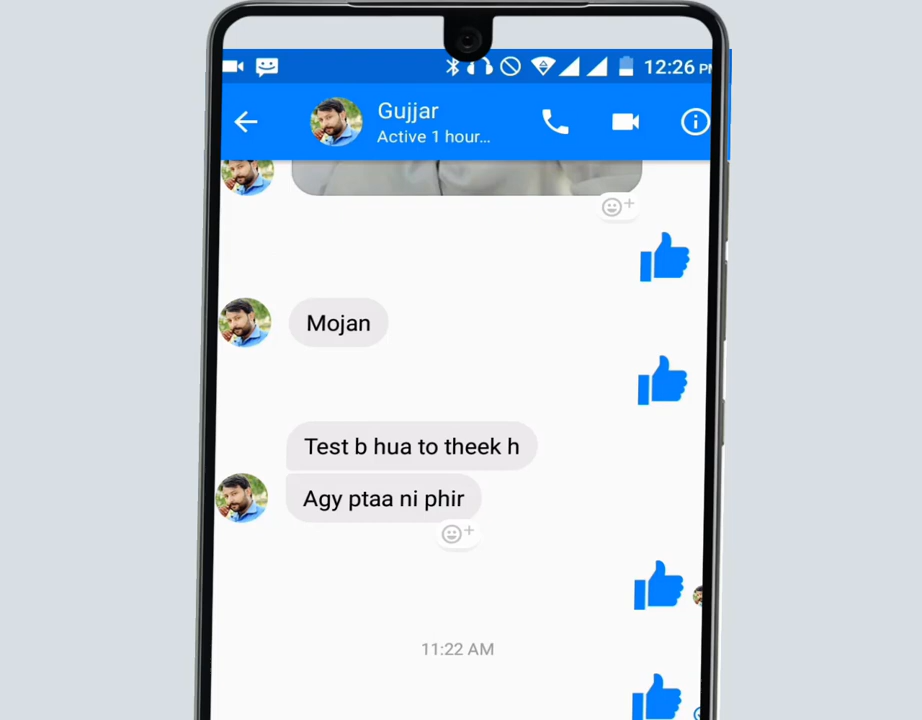 12:26 PM
Gujjar
Active 1 hour...
Mojan
Test b hua to theek h
Agy ptaa ni phir
11:22 AM